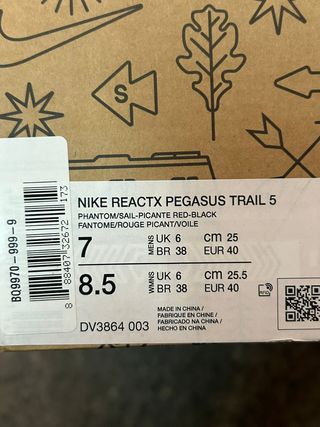 S
NIKE REACTX PEGASUS TRAIL 5
PHANTOM/SAIL-PICANTE RED-BLACK
FANTOME/ROUGE PICANT/VOILE
7 MENS UK 6 cm 25
BR 38 EUR 40
8.5 WMNS UK 6 cm 25.5
BR 38 EUR 40
MADE IN CHINA /
FABRIQUE EN CHINE /
FABRICADO NA CHINA /
HECHO EN CHINA
DV3864 003
BQ9970-999-9
8 88407 32672 173